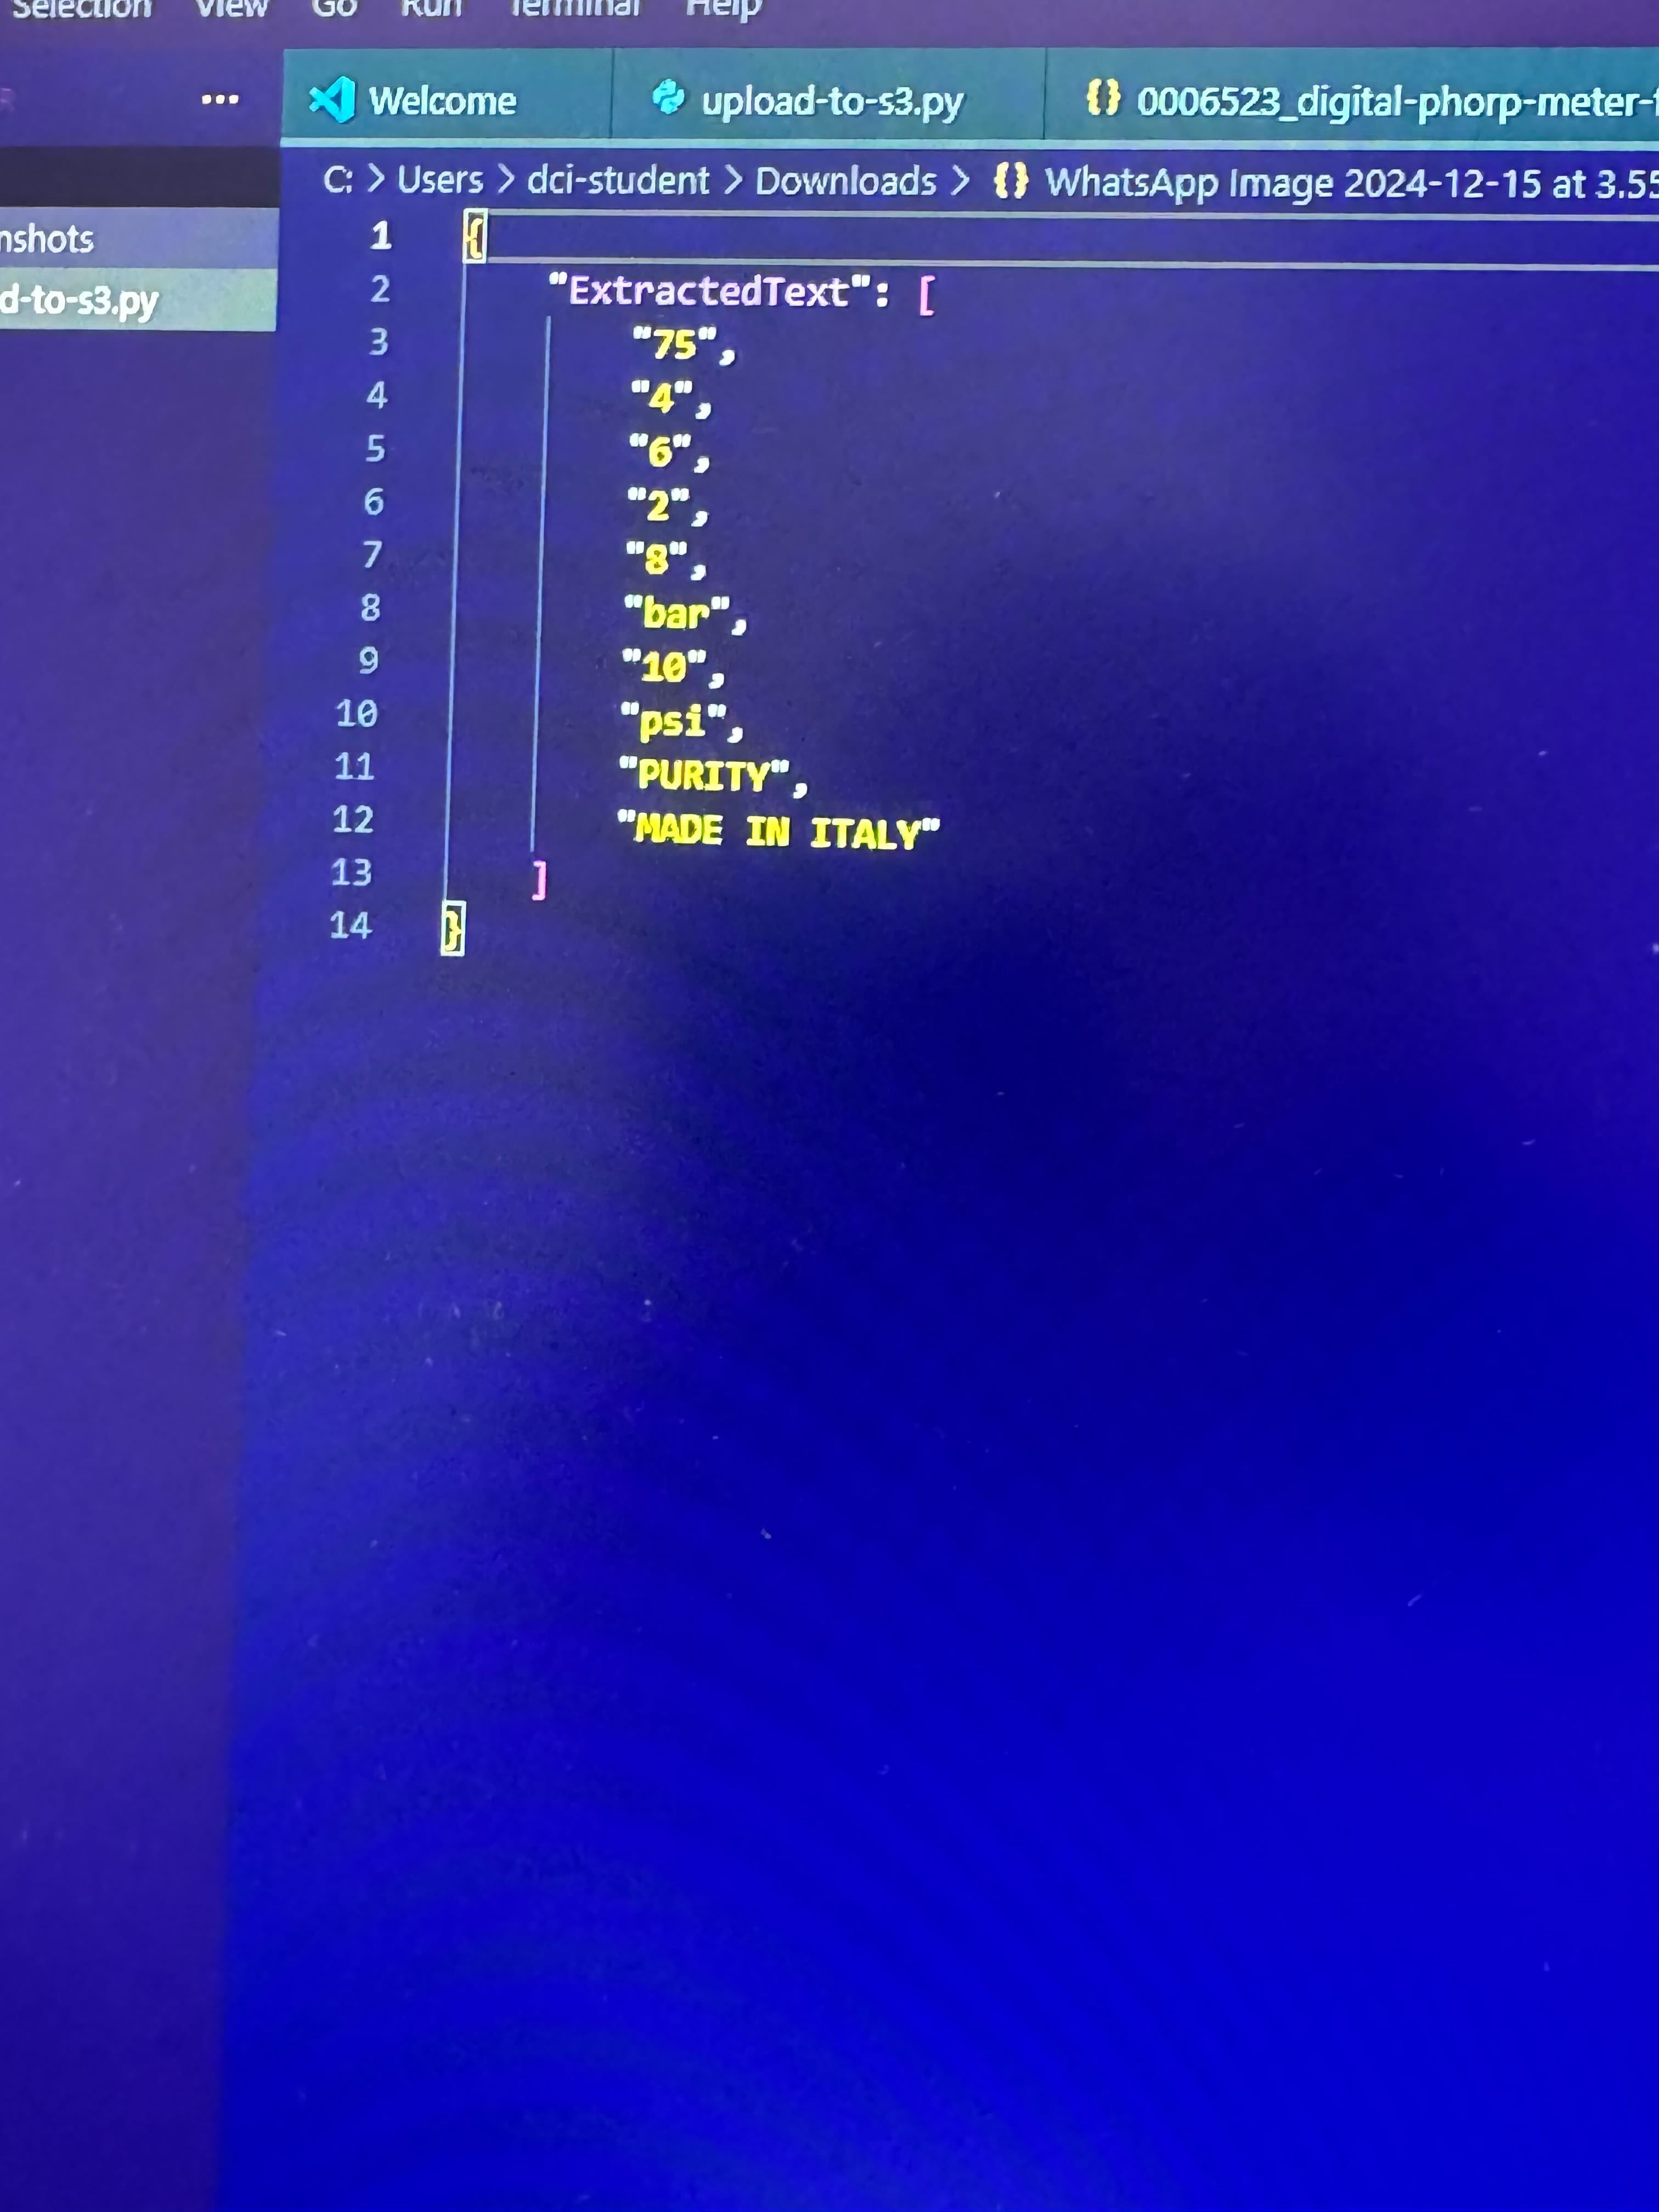 Selection View Go Run Terminal Help
... Welcome upload-to-s3.py {} 0006523_digital-phorp-meter-
C: > Users > dci-student > Downloads > {} WhatsApp Image 2024-12-15 at 3.55
nshots
d-to-s3.py
1 {
2 "ExtractedText": [
3 "75",
4 "4",
5 "6",
6 "2",
7 "8",
8 "bar",
9 "10",
10 "psi",
11 "PURITY",
12 "MADE IN ITALY"
13 ]
14 }